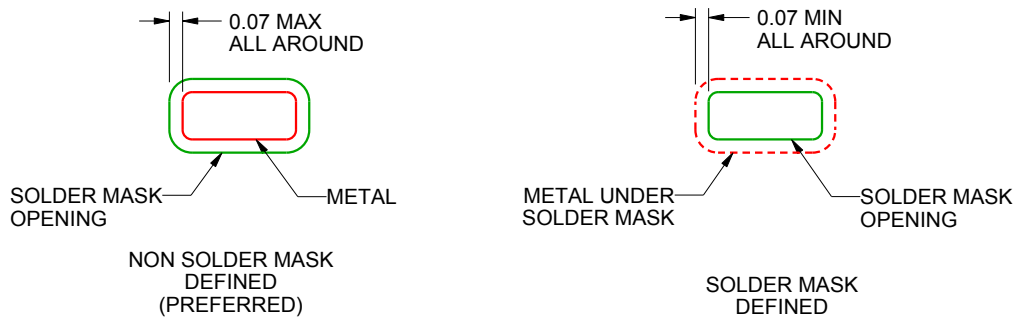 0.07 MAX
ALL AROUND
SOLDER MASK
OPENING
METAL
NON SOLDER MASK
DEFINED
(PREFERRED)
0.07 MIN
ALL AROUND
METAL UNDER
SOLDER MASK
SOLDER MASK
OPENING
SOLDER MASK
DEFINED